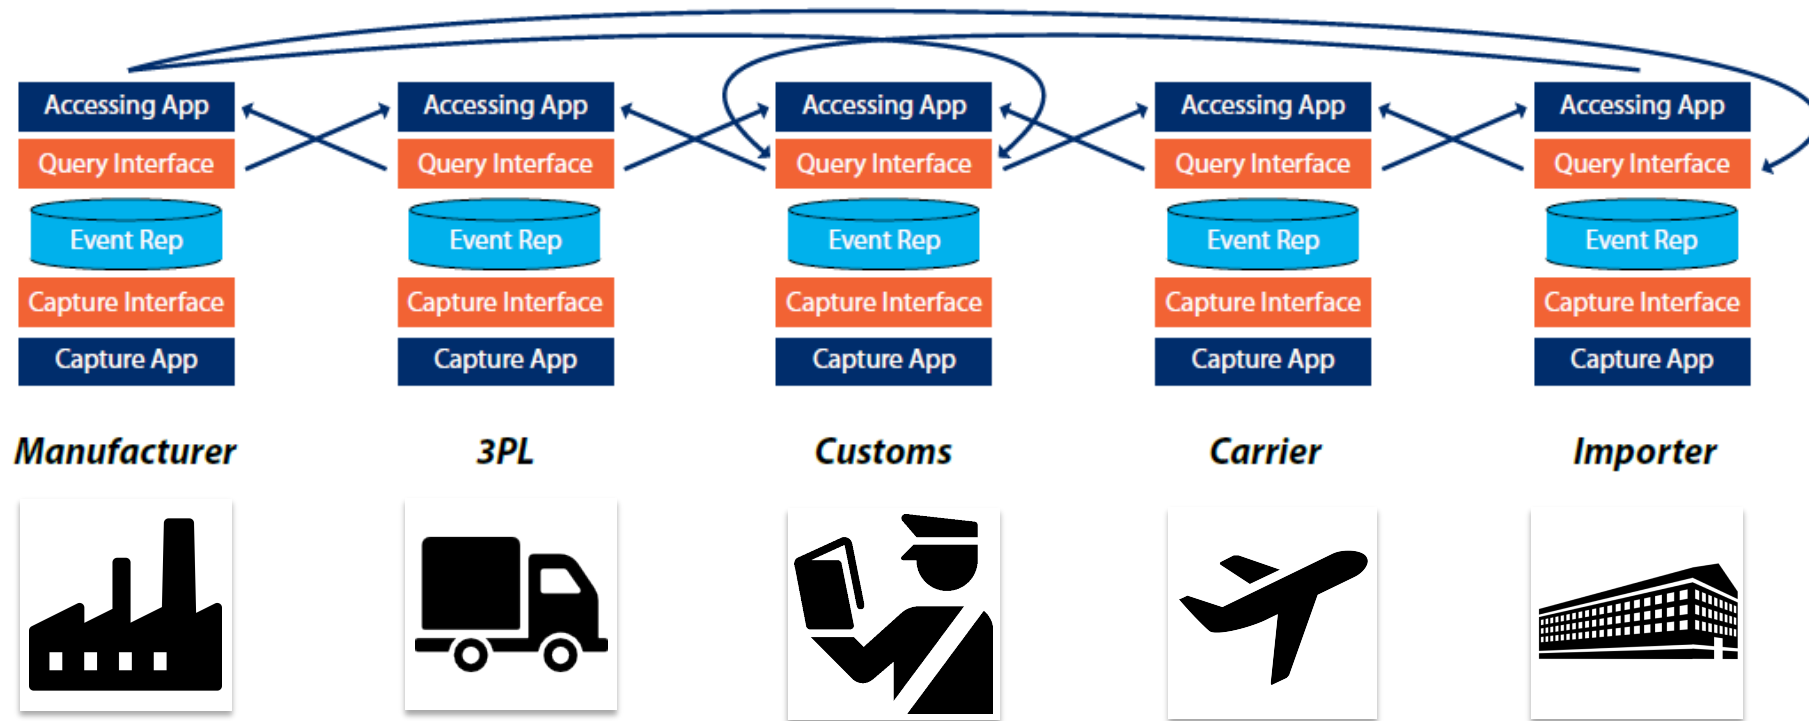 Accessing App
Accessing App
Accessing App
Accessing App
Accessing App
Query Interface
Query Interface
Query Interface
Query Interface
Query Interface
Event Rep
Event Rep
Event Rep
Event Rep
Event Rep
Capture Interface
Capture Interface
Capture Interface
Capture Interface
Capture Interface
Capture App
Capture App
Capture App
Capture App
Capture App
Manufacturer
3PL
Customs
Carrier
Importer